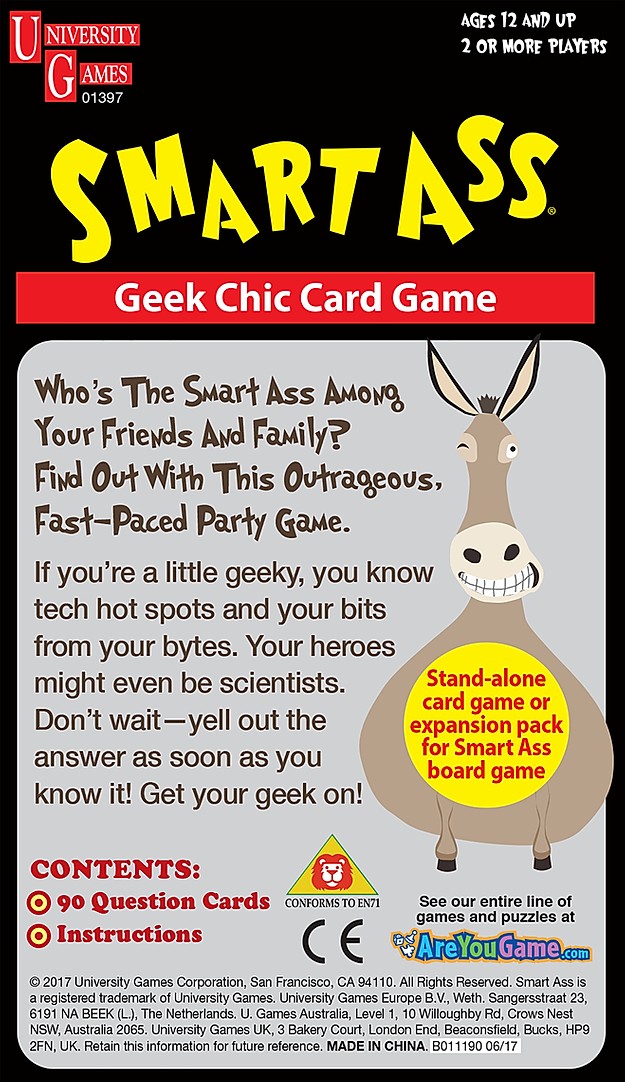 UNIVERSITY
GAMES
01397
AGES 12 AND UP
2 OR MORE PLAYERS
SMART ASS®
Geek Chic Card Game
Who's The Smart Ass Among
Your Friends And Family?
Find Out With This Outrageous,
Fast-Paced Party Game.
If you're a little geeky, you know
tech hot spots and your bits
from your bytes. Your heroes
might even be scientists.
Don't wait—yell out the
answer as soon as you
know it! Get your geek on!
Stand-alone
card game or
expansion pack
for Smart Ass
board game
CONTENTS:
90 Question Cards
Instructions
CONFORMS TO EN71
CE
See our entire line of
games and puzzles at
AreYouGame.com
© 2017 University Games Corporation, San Francisco, CA 94110. All Rights Reserved. Smart Ass is
a registered trademark of University Games. University Games Europe B.V., Weth. Sangersstraat 23,
6191 NA BEEK (L.), The Netherlands. U. Games Australia, Level 1, 10 Willoughby Rd, Crows Nest
NSW, Australia 2065. University Games UK, 3 Bakery Court, London End, Beaconsfield, Bucks, HP9
2FN, UK. Retain this information for future reference. MADE IN CHINA. B011190 06/17